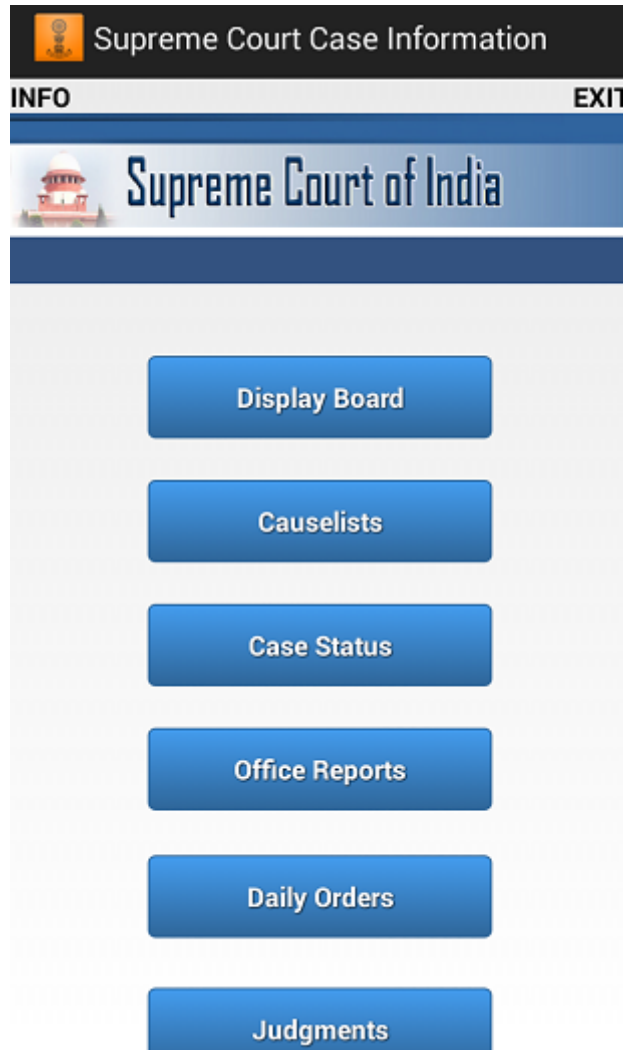 Supreme Court Case Information
INFO EXIT
Supreme Court of India
Display Board
Causelists
Case Status
Office Reports
Daily Orders
Judgments